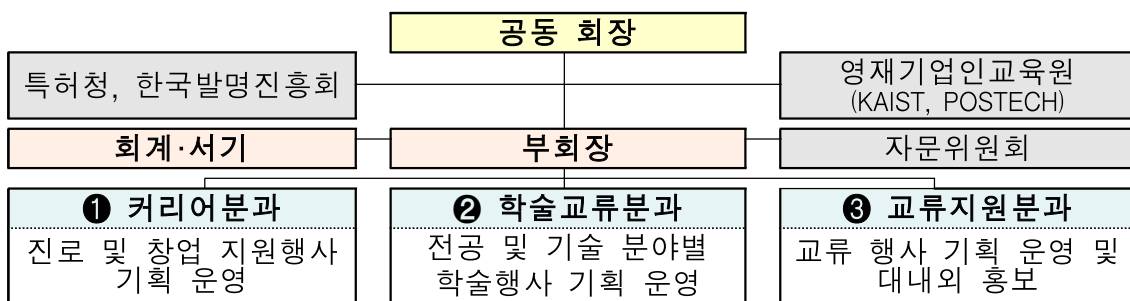 공동 회장
특허청, 한국발명진흥회
영재기업인교육원
(KAIST, POSTECH)
회계·서기
부회장
자문위원회
❶ 커리어분과
진로 및 창업 지원행사
기획 운영
❷ 학술교류분과
전공 및 기술 분야별
학술행사 기획 운영
❸ 교류지원분과
교류 행사 기획 운영 및
대내외 홍보